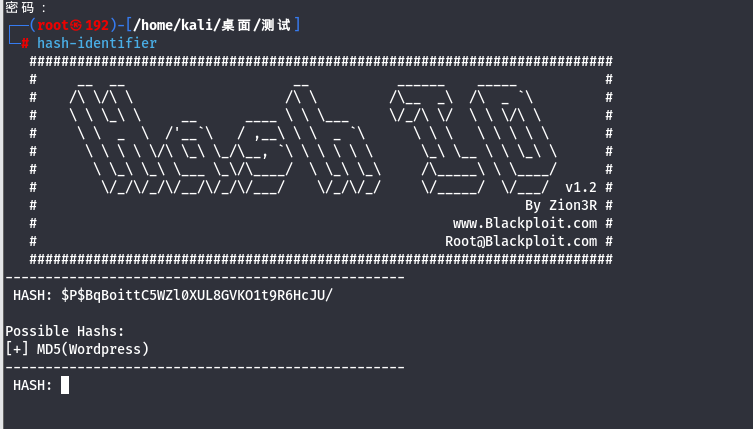 密码：
┌──(root㉿192)-[/home/kali/桌面/测试]
└─# hash-identifier
   #########################################################################
   #     __  __                     __           ______    _____           #
   #    /\ \/\ \                   /\ \         /\__  _\  /\  _ `\         #
   #    \ \ \_\ \     __      ____ \ \ \___     \/_/\ \/  \ \ \/\ \        #
   #     \ \  _  \  /'__`\   / ,__\ \ \  _ `\      \ \ \   \ \ \ \ \       #
   #      \ \ \ \ \/\ \_\ \_/\__, `\ \ \ \ \ \      \_\ \__ \ \ \_\ \      #
   #       \ \_\ \_\ \___ \_\/\____/  \ \_\ \_\     /\_____\ \ \____/      #
   #        \/_/\/_/\/__/\/_/\/___/    \/_/\/_/     \/_____/  \/___/  v1.2 #
   #                                                             By Zion3R #
   #                                                    www.Blackploit.com #
   #                                                   Root@Blackploit.com #
   #########################################################################
--------------------------------------------------
 HASH: $P$BqBoittC5WZl0XUL8GVKO1t9R6HcJU/
Possible Hashs:
[+] MD5(Wordpress)
--------------------------------------------------
 HASH: